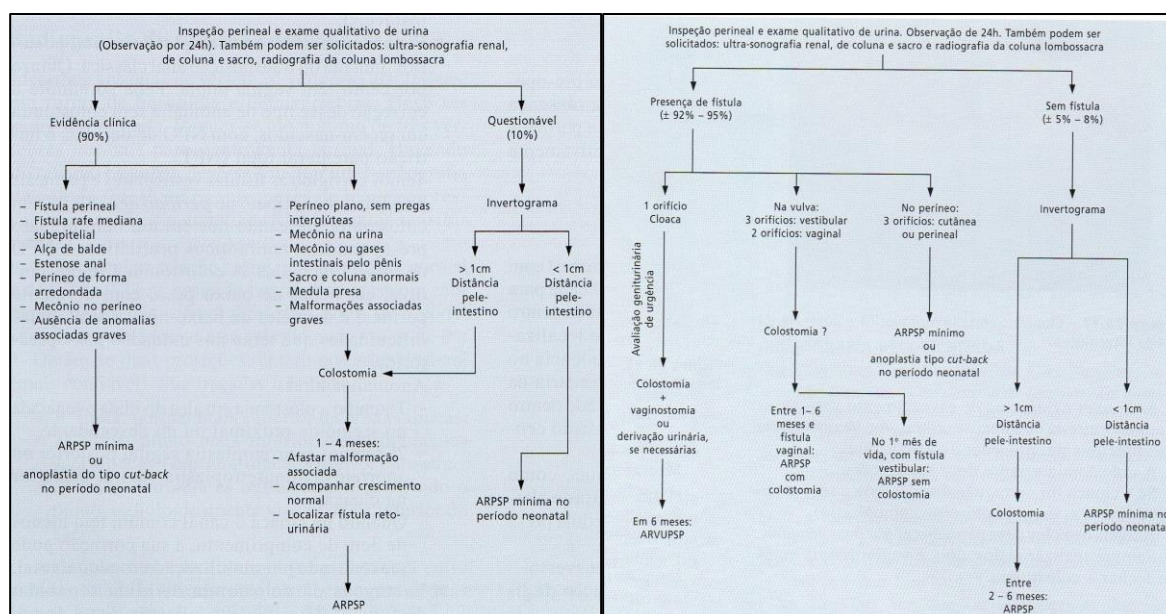 Inspeção perineal e exame qualitativo de urina
(Observação por 24h). Também podem ser solicitados: ultra-sonografia renal,
de coluna e sacro, radiografia da coluna lombossacra
Evidência clínica
(90%)
Questionável
(10%)
– Fístula perineal
– Fístula rafe mediana
subepitelial
– Alça de balde
– Estenose anal
– Períneo de forma
arredondada
– Mecônio no períneo
– Ausência de anomalias
associadas graves
– Períneo plano, sem pregas
interglúteas
– Mecônio na urina
– Mecônio ou gases
intestinais pelo pênis
– Sacro e coluna anormais
– Medula presa
– Malformações associadas
graves
Invertograma
> 1cm
Distância
pele-
intestino
< 1cm
Distância
pele-
intestino
Colostomia
ARPSP mínima
ou
anoplastia do tipo cut-back
no período neonatal
1 – 4 meses:
– Afastar malformação
associada
– Acompanhar crescimento
normal
– Localizar fístula reto-
urinária
ARPSP mínima no
período neonatal
ARPSP
Inspeção perineal e exame qualitativo de urina. Observação de 24h. Também podem ser
solicitados: ultra-sonografia renal, de coluna e sacro e radiografia da coluna lombossacra
Presença de fístula
(± 92% – 95%)
Sem fístula
(± 5% – 8%)
1 orifício
Cloaca
Na vulva:
3 orifícios: vestibular
2 orifícios: vaginal
No períneo:
3 orifícios: cutânea
ou perineal
Invertograma
Avaliação geniturinária
de urgência
Colostomia ?
ARPSP mínimo
ou
anoplastia tipo cut-back
no período neonatal
Colostomia
+
vaginostomia
ou
derivação urinária,
se necessárias
Entre 1– 6
meses e
fístula
vaginal:
ARPSP
com
colostomia
No 1º mês de
vida, com fístula
vestibular:
ARPSP sem
colostomia
> 1cm
Distância
pele-intestino
< 1cm
Distância
pele-intestino
Em 6 meses:
ARVUPSP
Colostomia
ARPSP mínima no
período neonatal
Entre
2 – 6 meses:
ARPSP